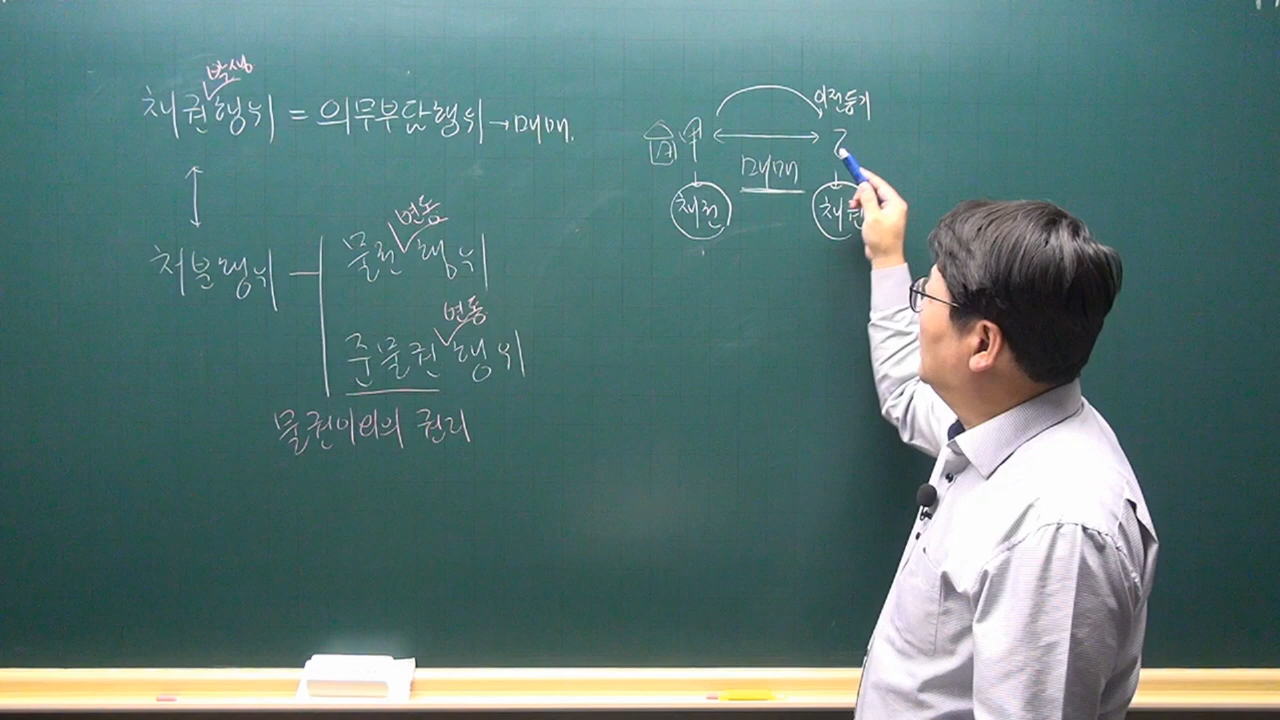 발생
채권∨행위 = 의무부담행위 → 매매.
↕
처분행위
변동
물권∨행위
변동
준물권∨행위
물권이외의 권리
이전등기
甲 ↔ 乙
매매
채권
채권